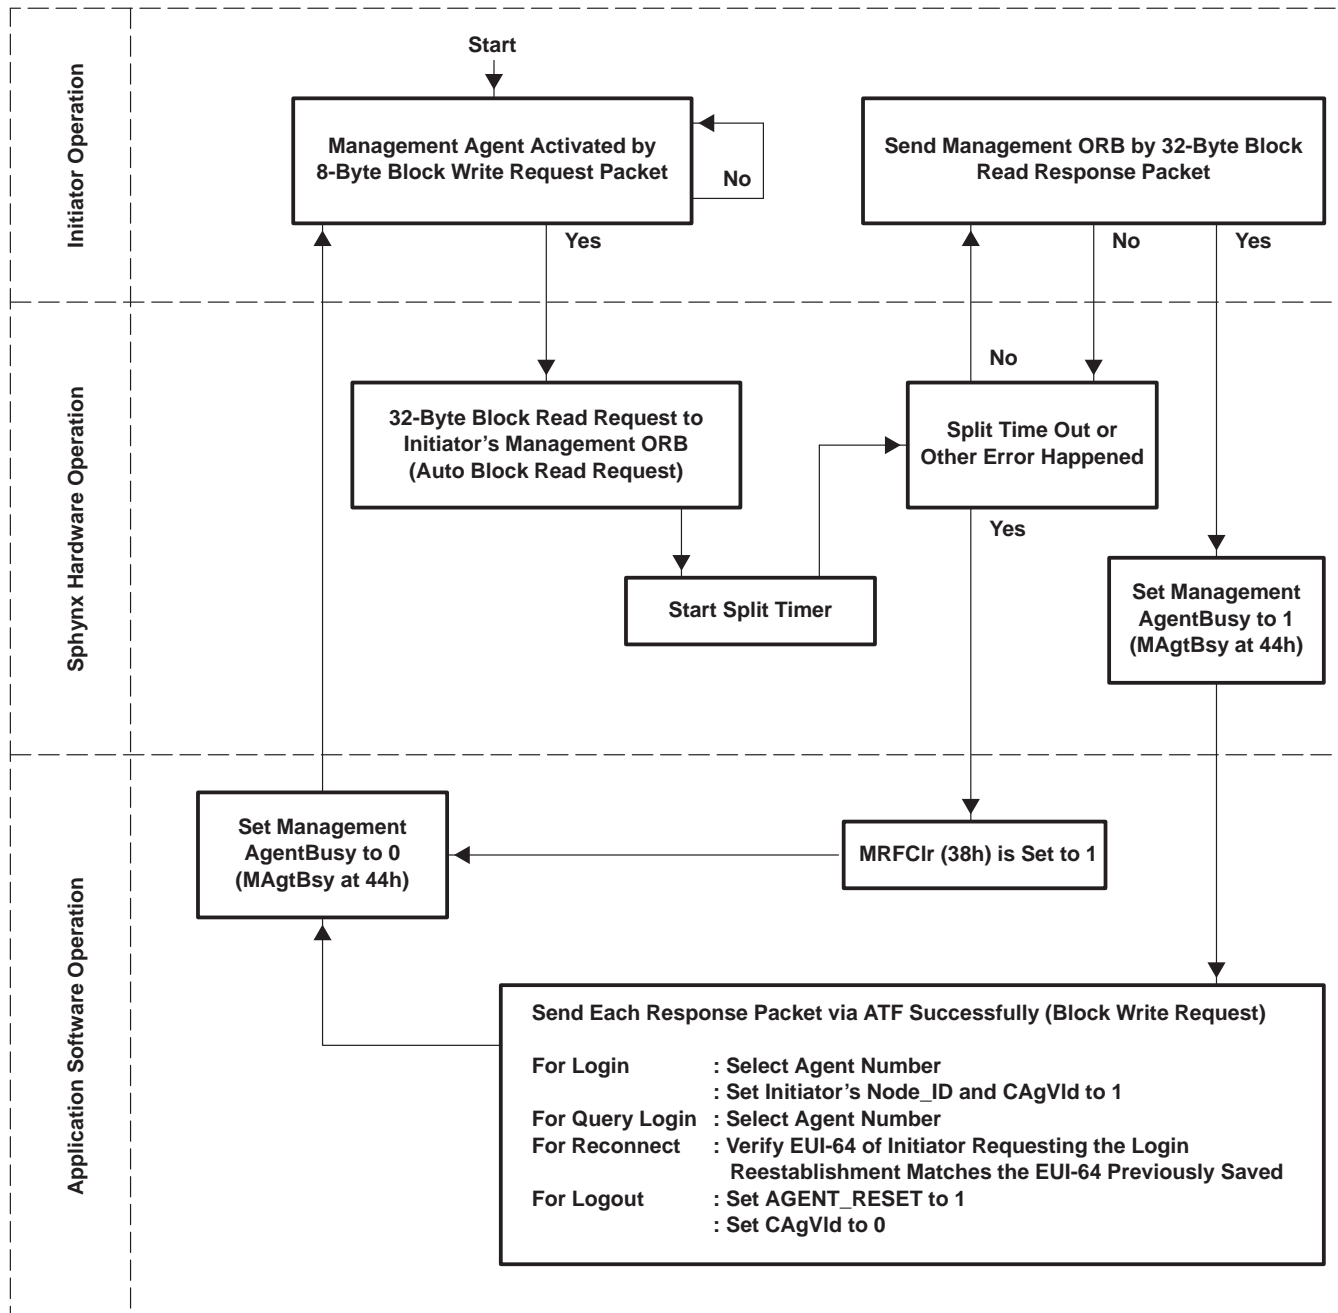 Initiator Operation
Start
Management Agent Activated by
8-Byte Block Write Request Packet
No
Yes
Send Management ORB by 32-Byte Block
Read Response Packet
No
Yes
Sphynx Hardware Operation
32-Byte Block Read Request to
Initiator’s Management ORB
(Auto Block Read Request)
No
Split Time Out or
Other Error Happened
Yes
Start Split Timer
Set Management
AgentBusy to 1
(MAgtBsy at 44h)
Application Software Operation
Set Management
AgentBusy to 0
(MAgtBsy at 44h)
MRFClr (38h) is Set to 1
Send Each Response Packet via ATF Successfully (Block Write Request)
For Login : Select Agent Number
: Set Initiator’s Node_ID and CAgVld to 1
For Query Login : Select Agent Number
For Reconnect : Verify EUI-64 of Initiator Requesting the Login
Reestablishment Matches the EUI-64 Previously Saved
For Logout : Set AGENT_RESET to 1
: Set CAgVld to 0